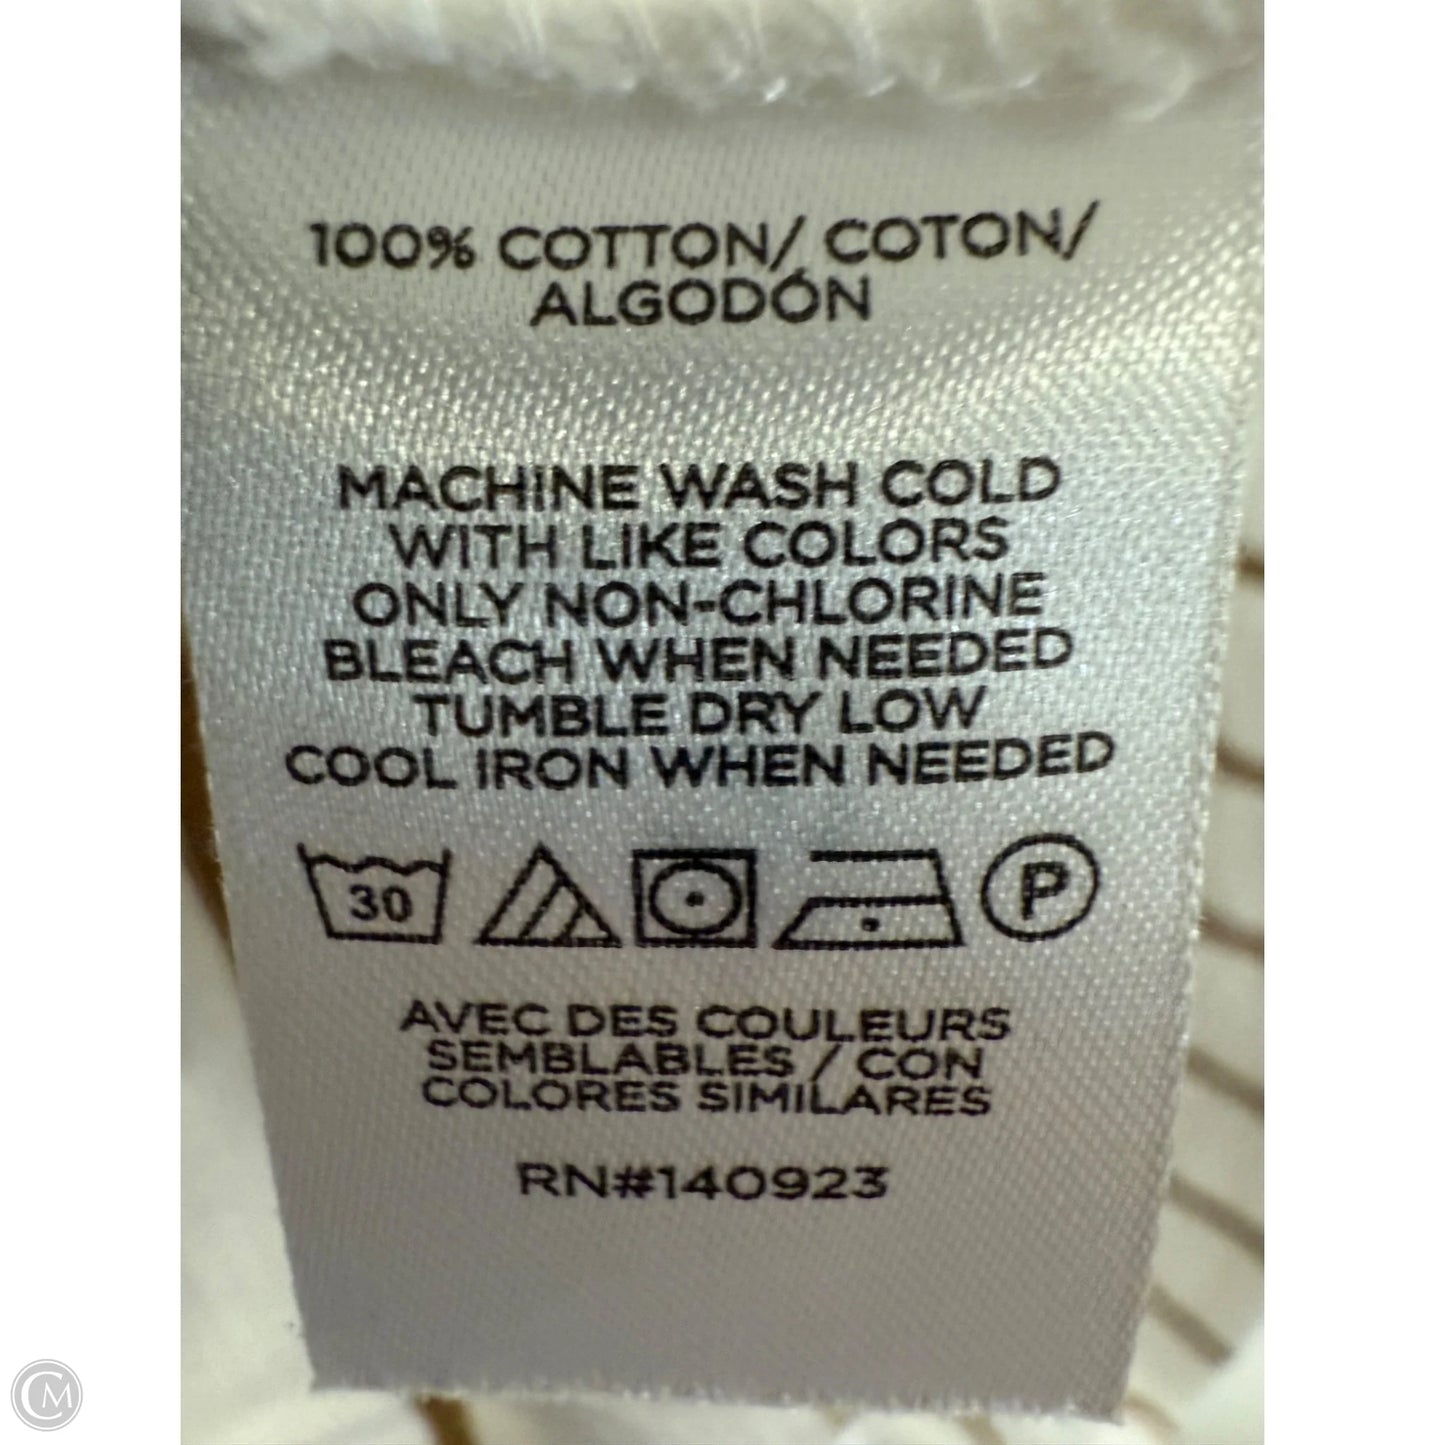 100% COTTON/ COTON/
ALGODÓN
MACHINE WASH COLD
WITH LIKE COLORS
ONLY NON-CHLORINE
BLEACH WHEN NEEDED
TUMBLE DRY LOW
COOL IRON WHEN NEEDED
30 P
AVEC DES COULEURS
SEMBLABLES / CON
COLORES SIMILARES
RN#140923
CM